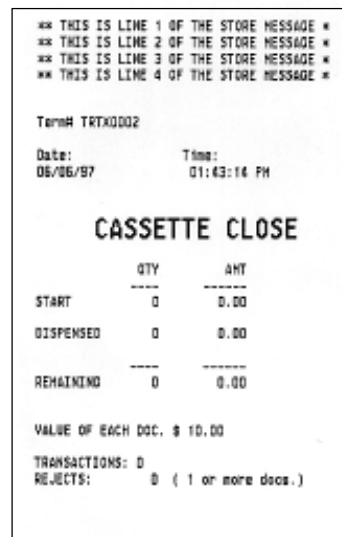 ** THIS IS LINE 1 OF THE STORE MESSAGE *
** THIS IS LINE 2 OF THE STORE MESSAGE *
** THIS IS LINE 3 OF THE STORE MESSAGE *
** THIS IS LINE 4 OF THE STORE MESSAGE *
Term# TRTX0002
Date: Time:
06/06/97 01:43:14 PM
CASSETTE CLOSE
QTY AMT
---- ------
START 0 0.00
DISPENSED 0 0.00
---- ------
REMAINING 0 0.00
VALUE OF EACH DOC. $ 10.00
TRANSACTIONS: 0
REJECTS: 0 ( 1 or more docs.)